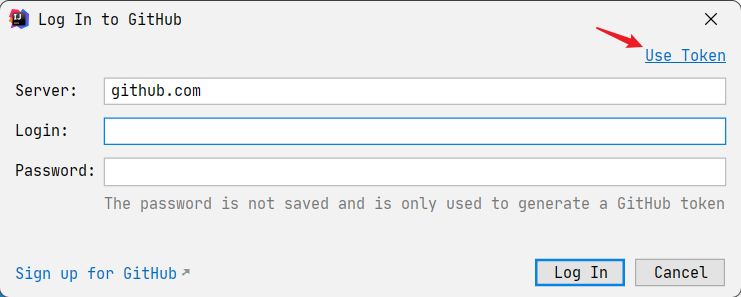 Log In to GitHub
Use Token
Server: github.com
Login:
Password:
The password is not saved and is only used to generate a GitHub token
Sign up for GitHub ↗ Log In Cancel